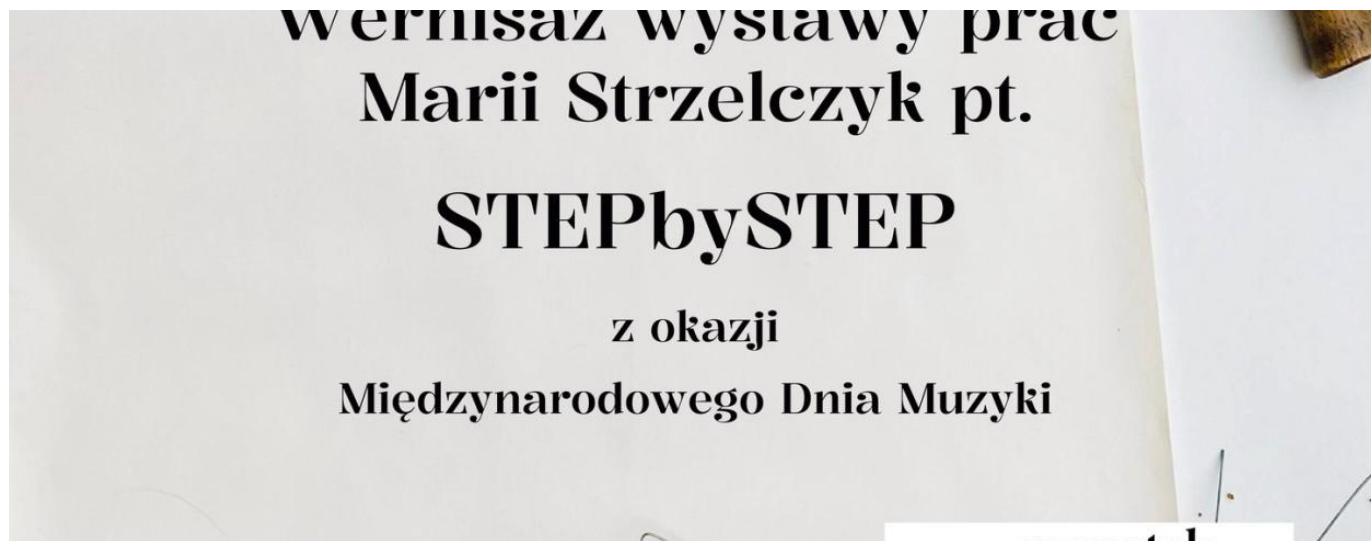 Wernisaż wystawy prac
Marii Strzelczyk pt.
STEPbySTEP
z okazji
Międzynarodowego Dnia Muzyki